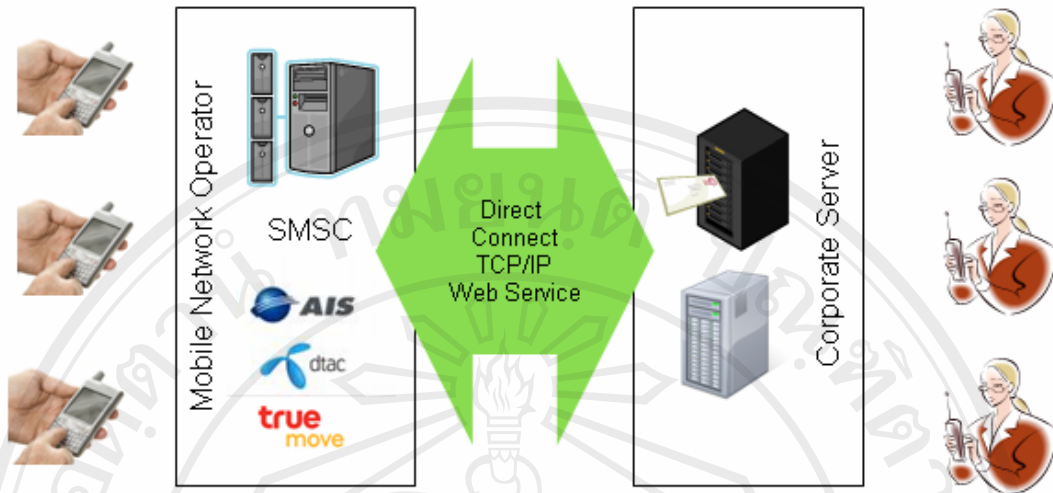 Mobile Network Operator
SMSC
AIS
dtac
true
move
Direct
Connect
TCP/IP
Web Service
Corporate Server